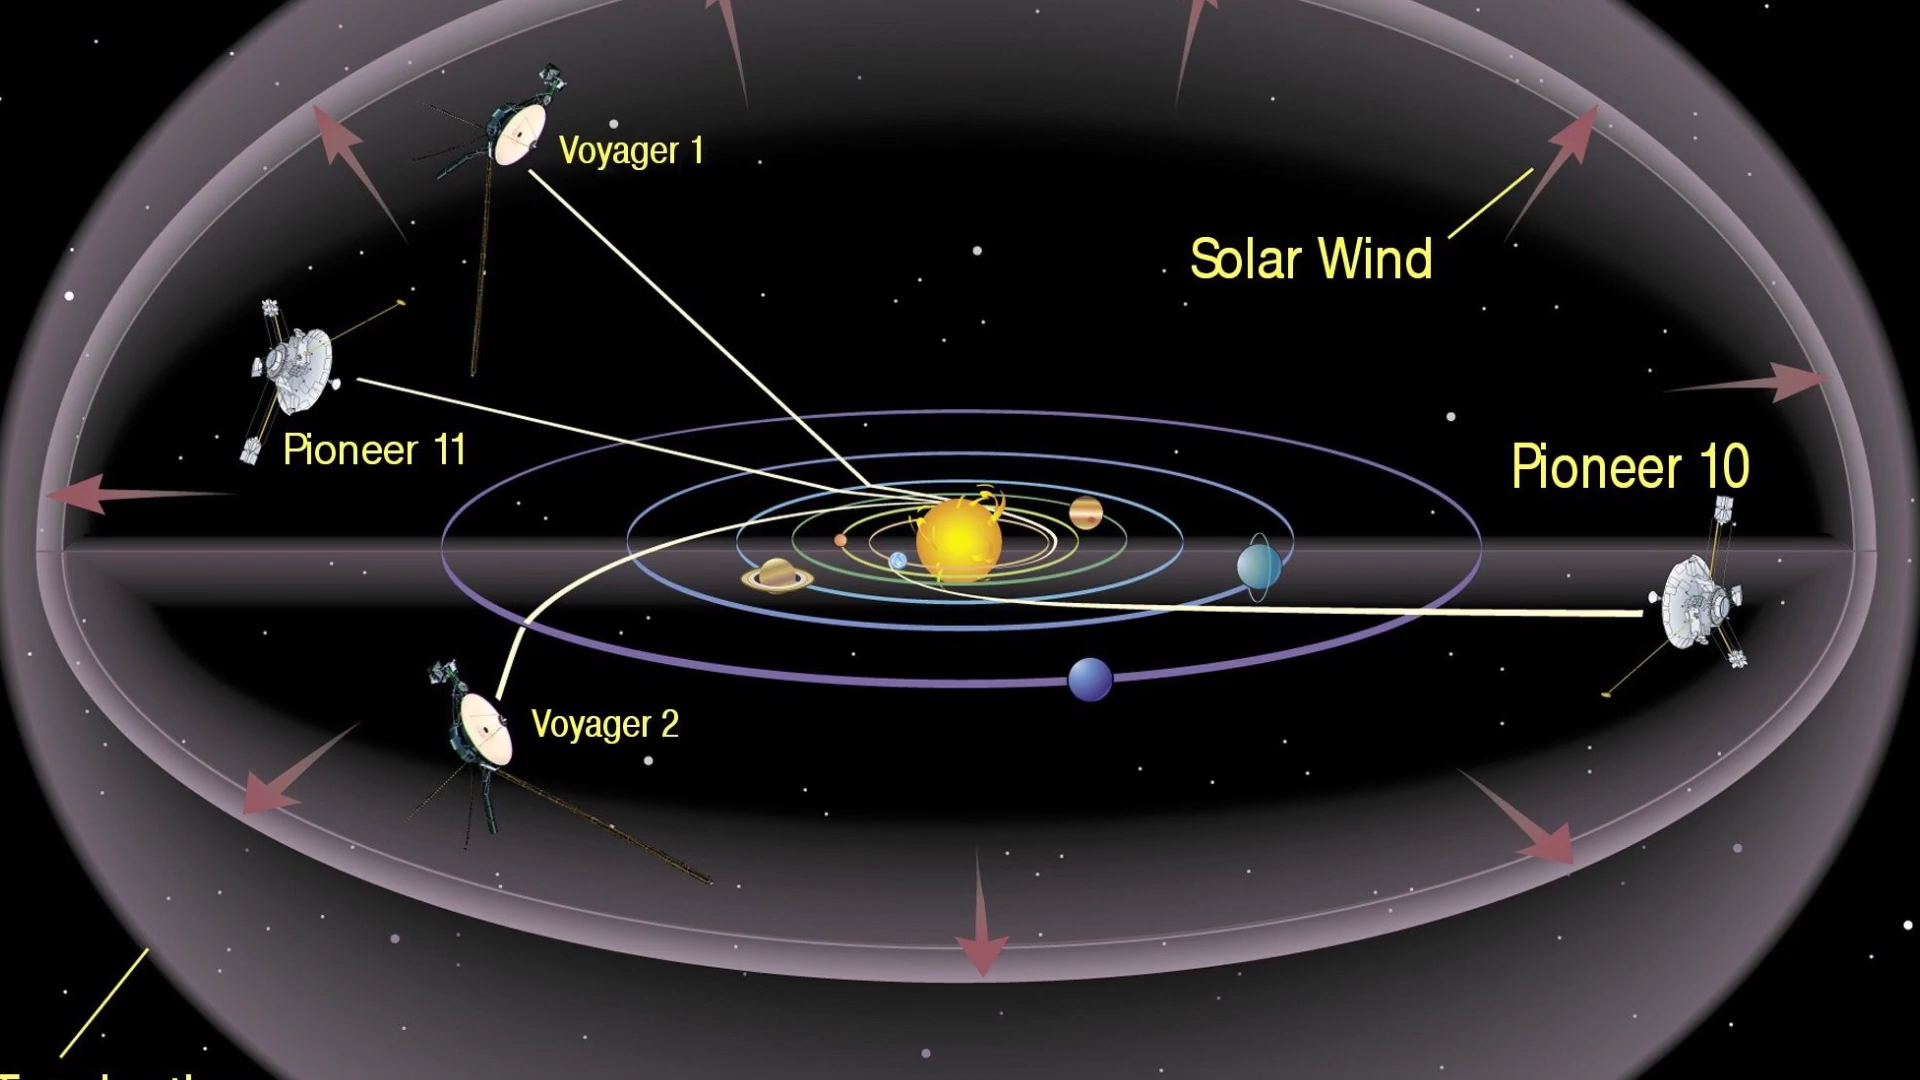 Voyager 1
Solar Wind
Pioneer 11
Pioneer 10
Voyager 2